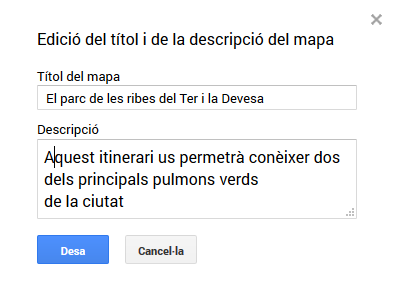 Edició del títol i de la descripció del mapa
Títol del mapa
El parc de les ribes del Ter i la Devesa
Descripció
Aquest itinerari us permetrà conèixer dos
dels principals pulmons verds
de la ciutat
Desa
Cancel·la